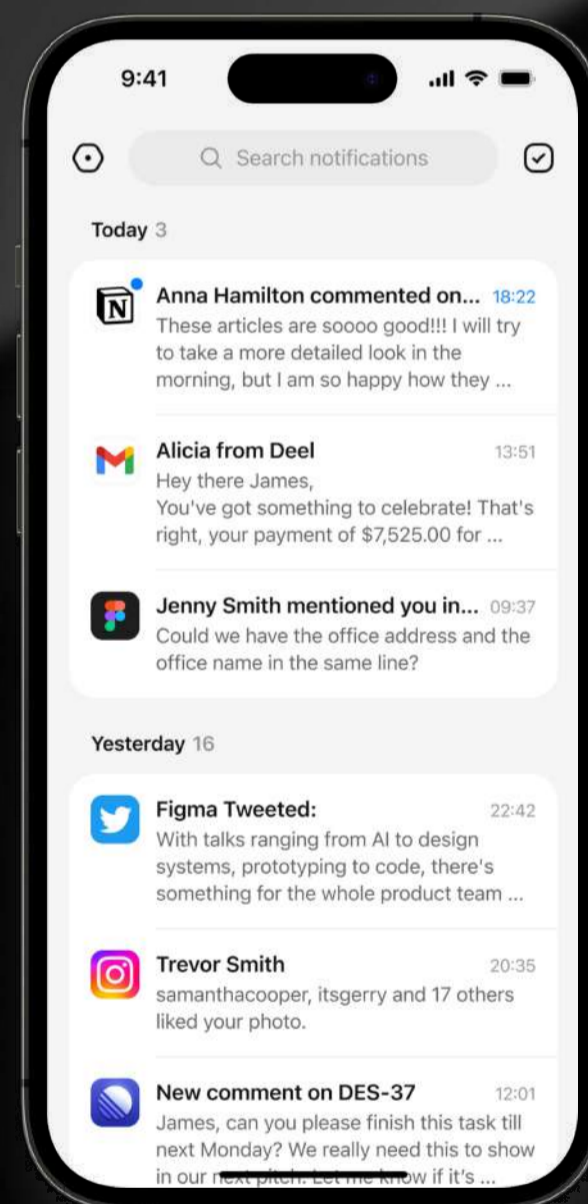 9:41
Search notifications
Today 3
N
Anna Hamilton commented on... 18:22
These articles are soooo good!!! I will try
to take a more detailed look in the
morning, but I am so happy how they ...
Alicia from Deel 13:51
Hey there James,
You've got something to celebrate! That's
right, your payment of $7,525.00 for ...
Jenny Smith mentioned you in... 09:37
Could we have the office address and the
office name in the same line?
Yesterday 16
Figma Tweeted: 22:42
With talks ranging from AI to design
systems, prototyping to code, there's
something for the whole product team ...
Trevor Smith 20:35
samanthacooper, itsgerry and 17 others
liked your photo.
New comment on DES-37 12:01
James, can you please finish this task till
next Monday? We really need this to show
in our next pitch. Let me know if it's ...